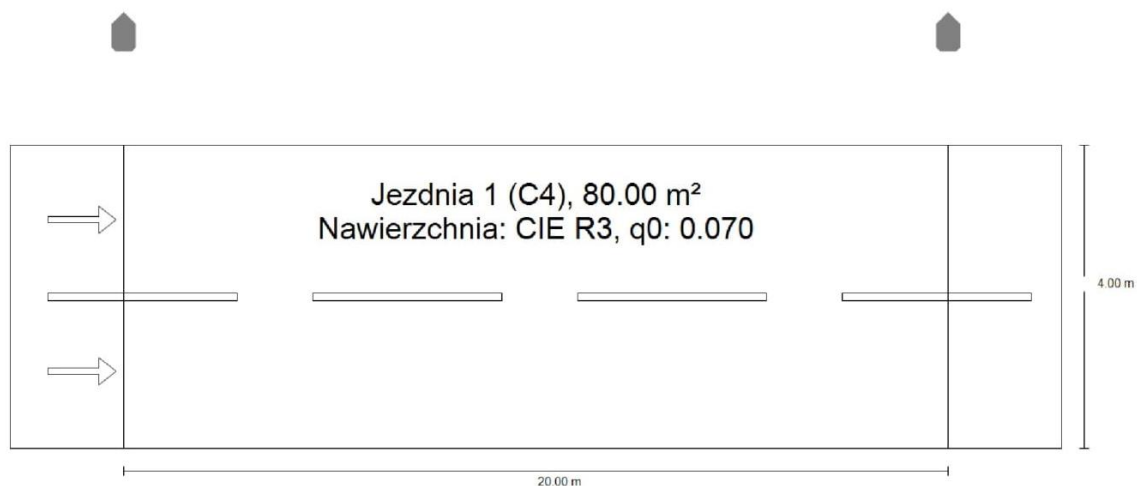 Jezdnia 1 (C4), 80.00 m²
Nawierzchnia: CIE R3, q0: 0.070
4.00 m
20.00 m